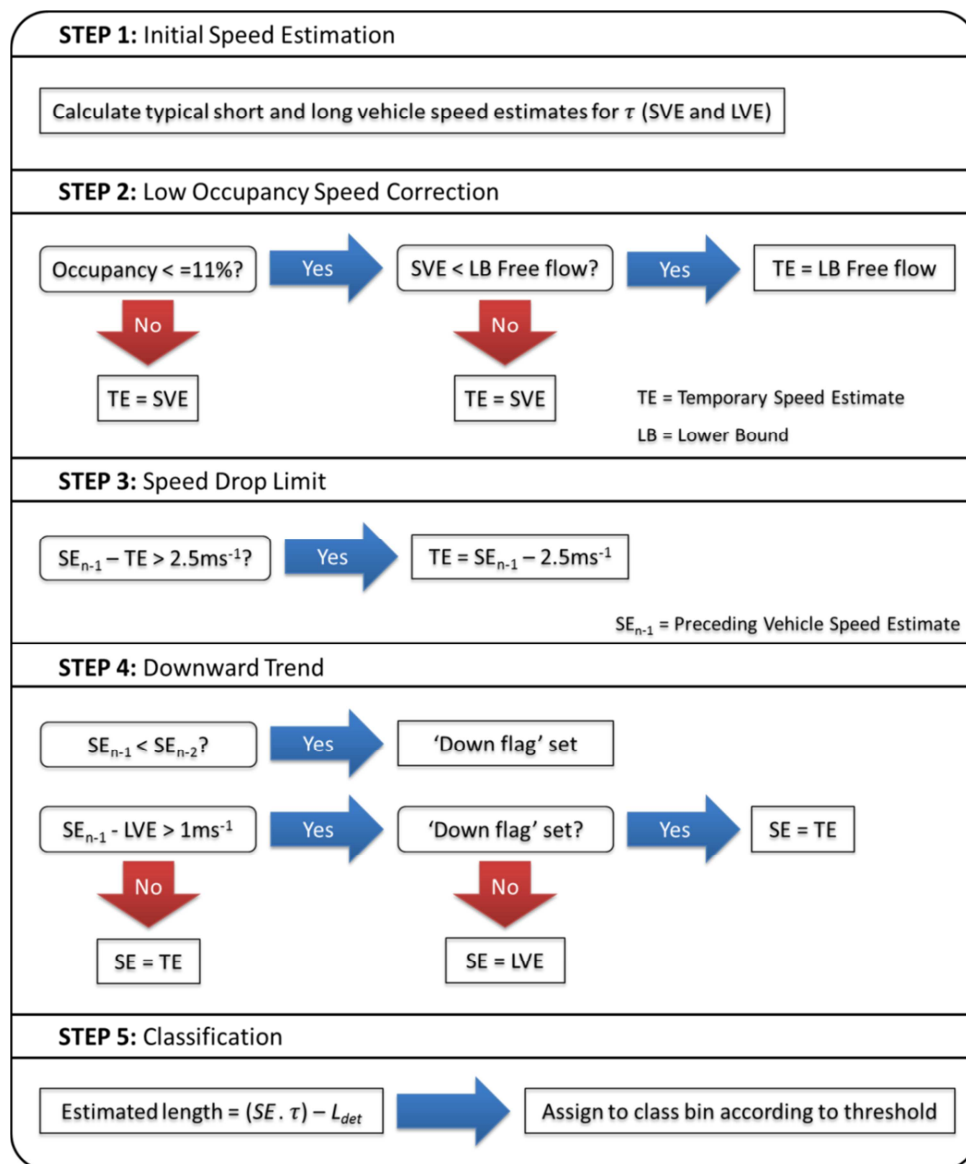 STEP 1: Initial Speed Estimation
Calculate typical short and long vehicle speed estimates for τ (SVE and LVE)
STEP 2: Low Occupancy Speed Correction
Occupancy < =11%?
Yes
SVE < LB Free flow?
Yes
TE = LB Free flow
No
No
TE = SVE
TE = SVE
TE = Temporary Speed Estimate
LB = Lower Bound
STEP 3: Speed Drop Limit
SEn-1 – TE > 2.5ms-1?
Yes
TE = SEn-1 – 2.5ms-1
SEn-1 = Preceding Vehicle Speed Estimate
STEP 4: Downward Trend
SEn-1 < SEn-2?
Yes
‘Down flag’ set
SEn-1 - LVE > 1ms-1
Yes
‘Down flag’ set?
Yes
SE = TE
No
No
SE = TE
SE = LVE
STEP 5: Classification
Estimated length = (SE . τ) – Ldet
Assign to class bin according to threshold